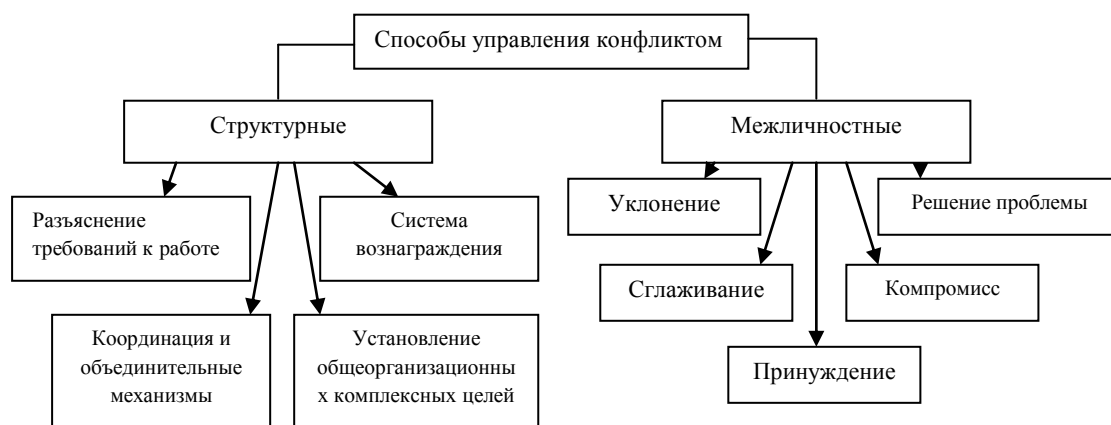 Способы управления конфликтом
Структурные
Межличностные
Разъяснение
требований к работе
Система
вознаграждения
Координация и
объединительные
механизмы
Установление
общеорганизационны
х комплексных целей
Уклонение
Решение проблемы
Сглаживание
Компромисс
Принуждение